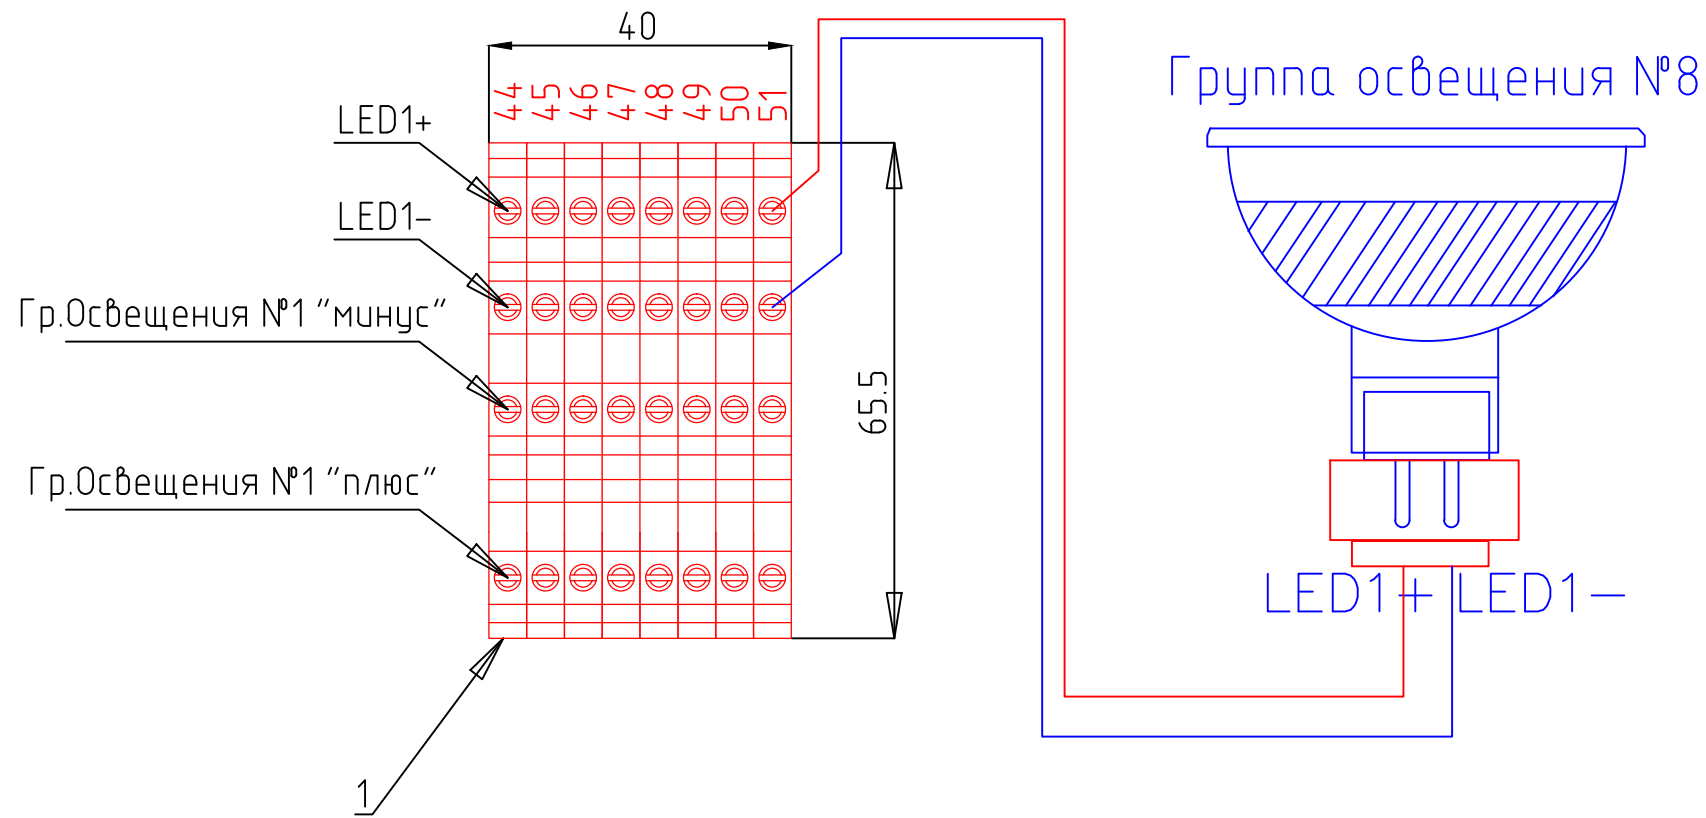 40
44
45
46
47
48
49
50
51
LED1+
LED1-
Гр.Освещения №1 "минус"
Гр.Освещения №1 "плюс"
1
65.5
Группа освещения №8
LED1+ LED1-